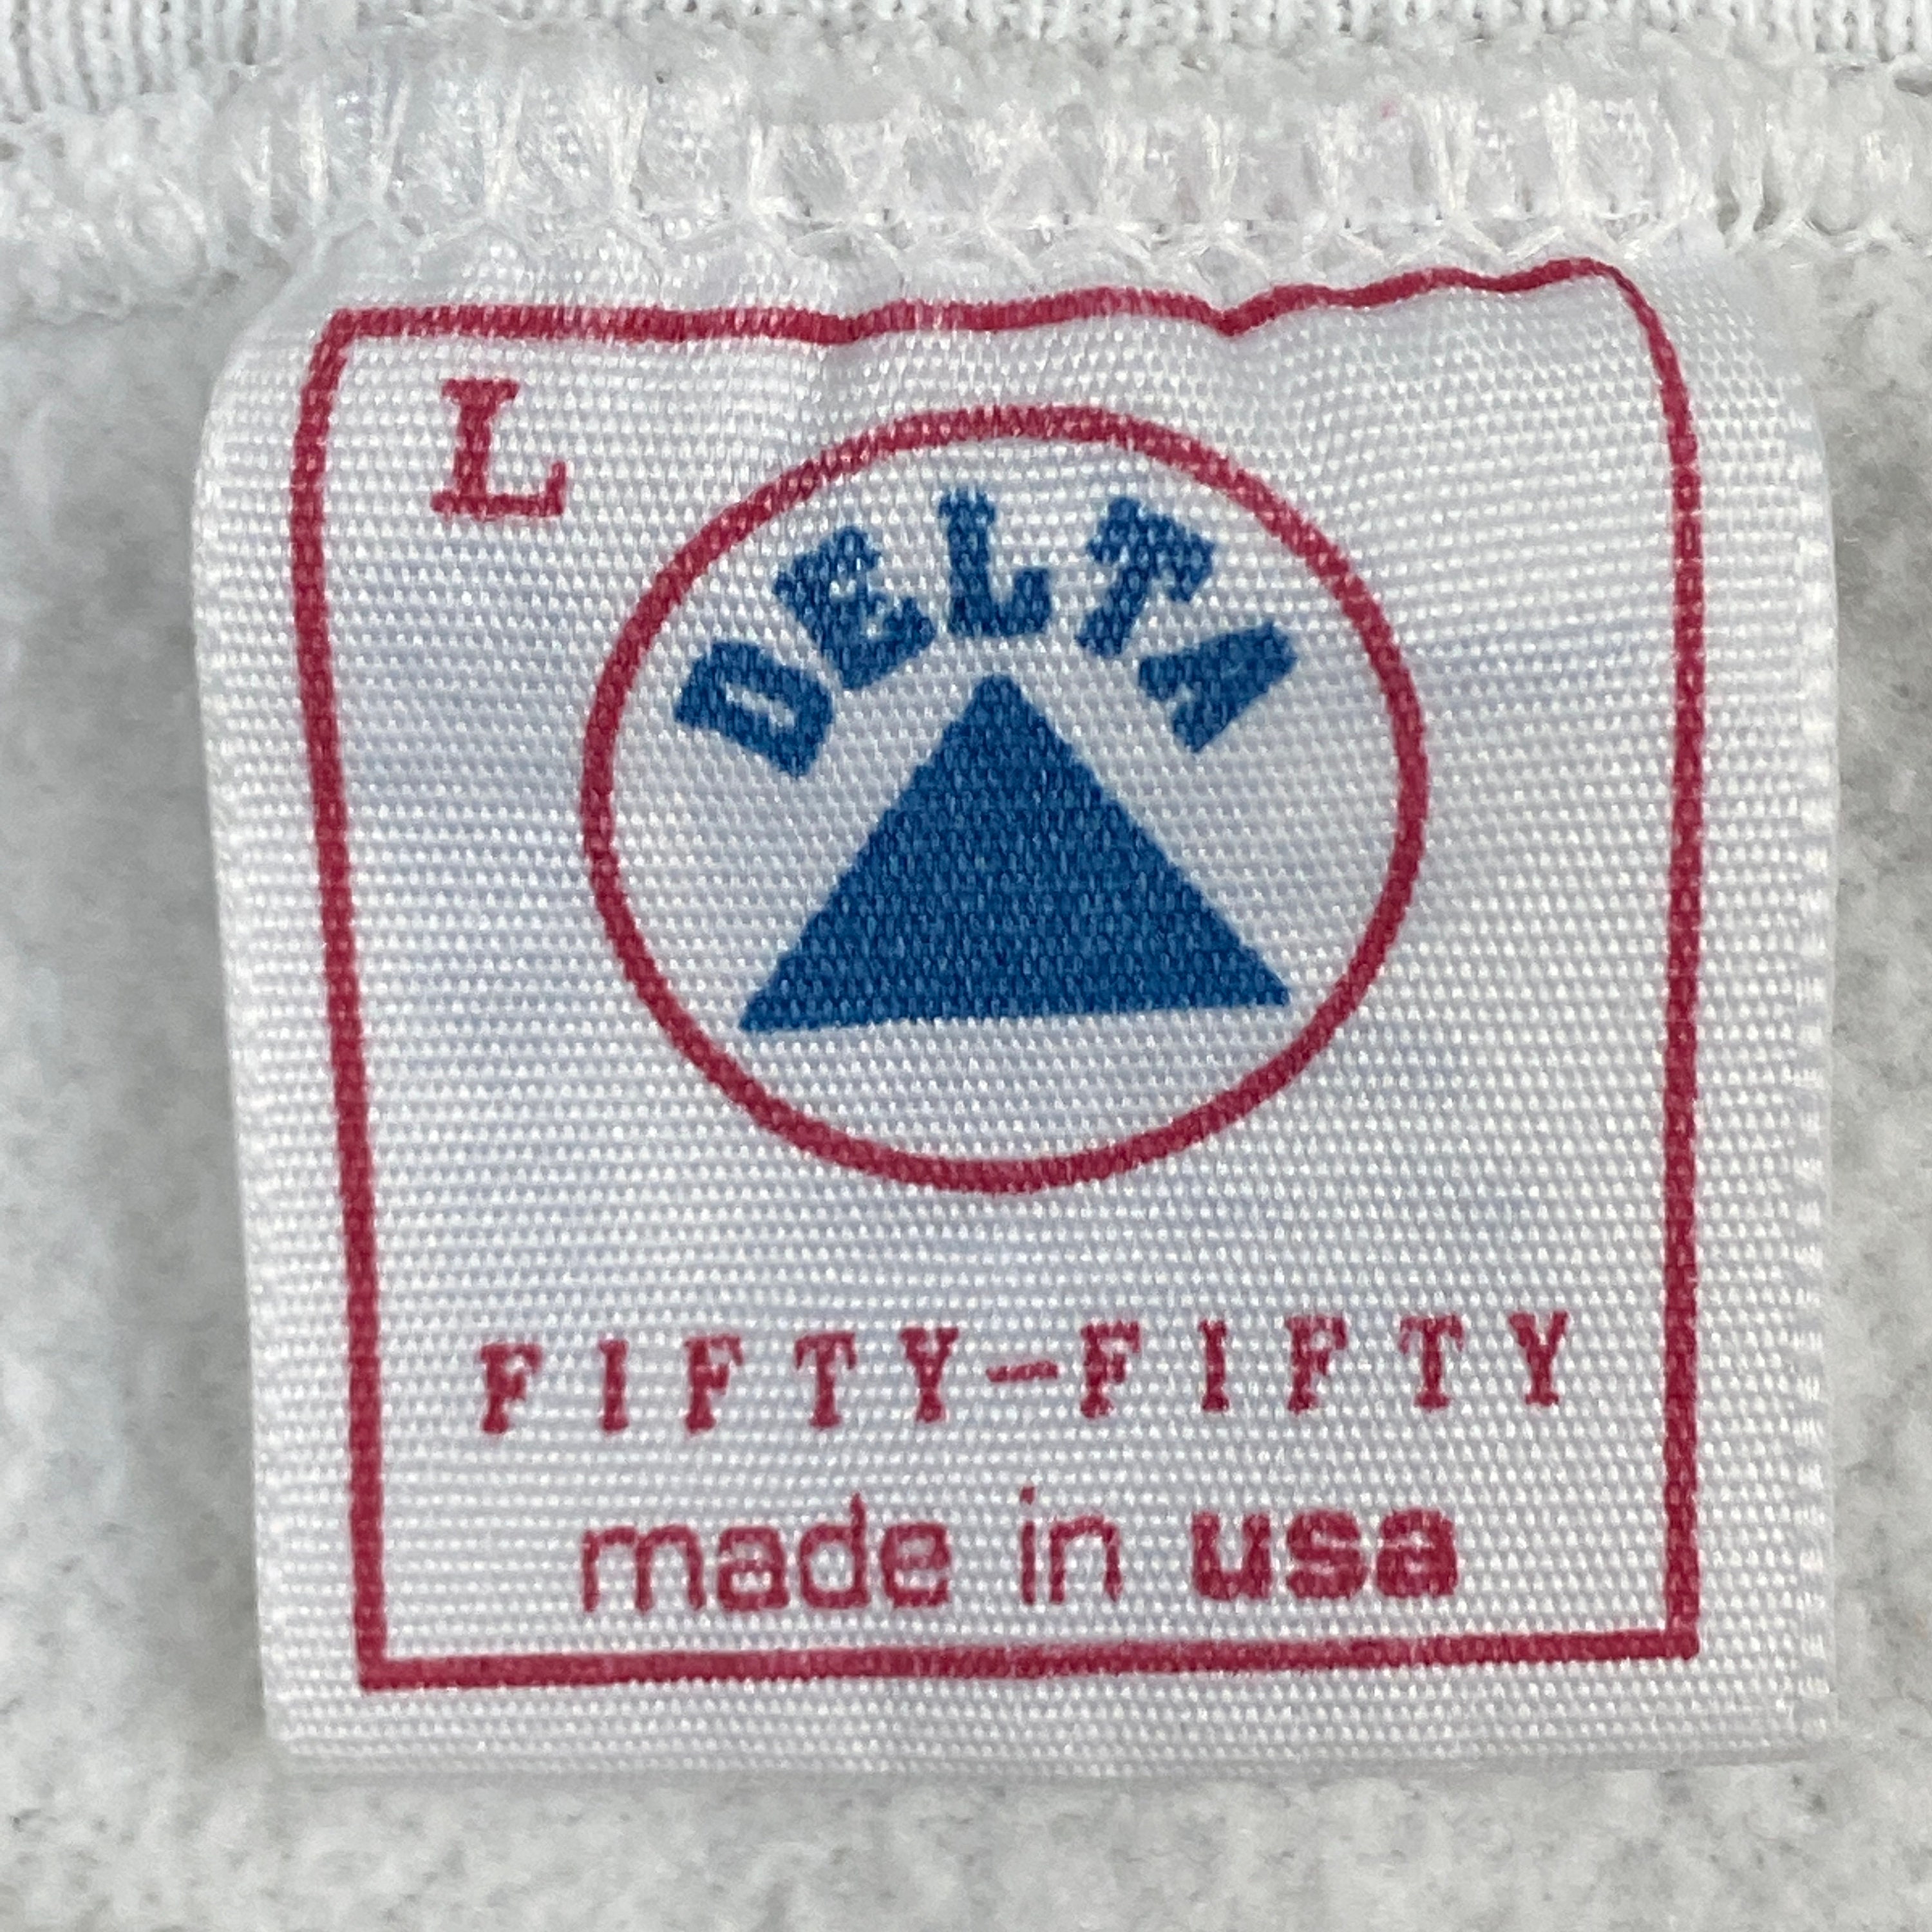 L
DELTA
FIFTY-FIFTY
made in usa